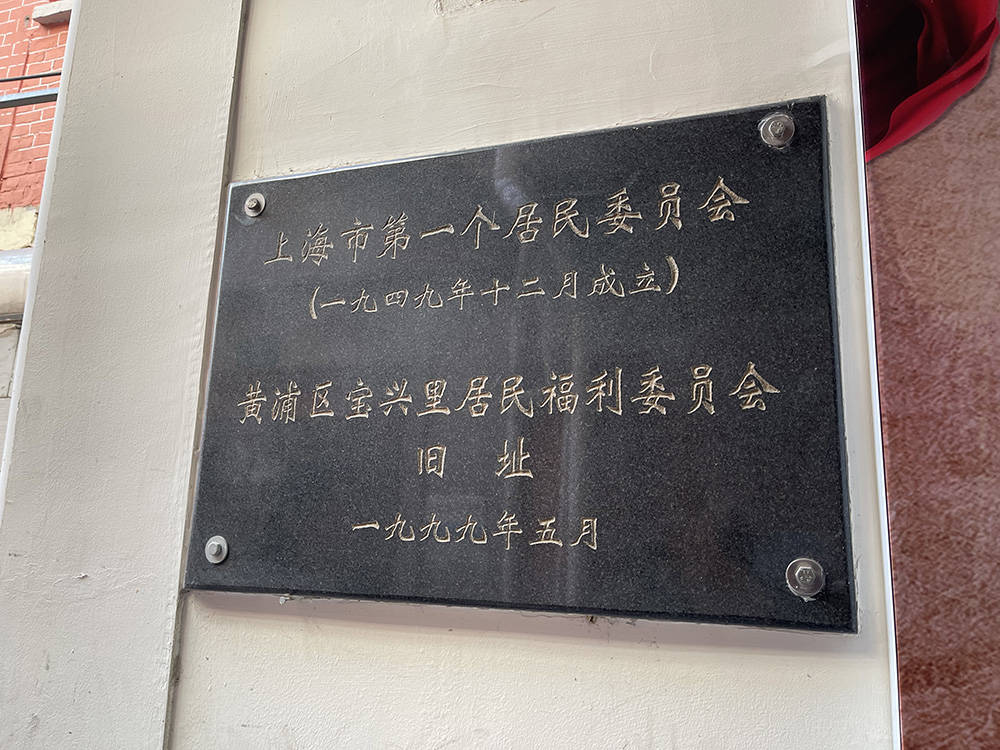 上海市第一个居民委员会
(一九四九年十二月成立)
黄浦区宝兴里居民福利委员会
旧 址
一九九九年五月